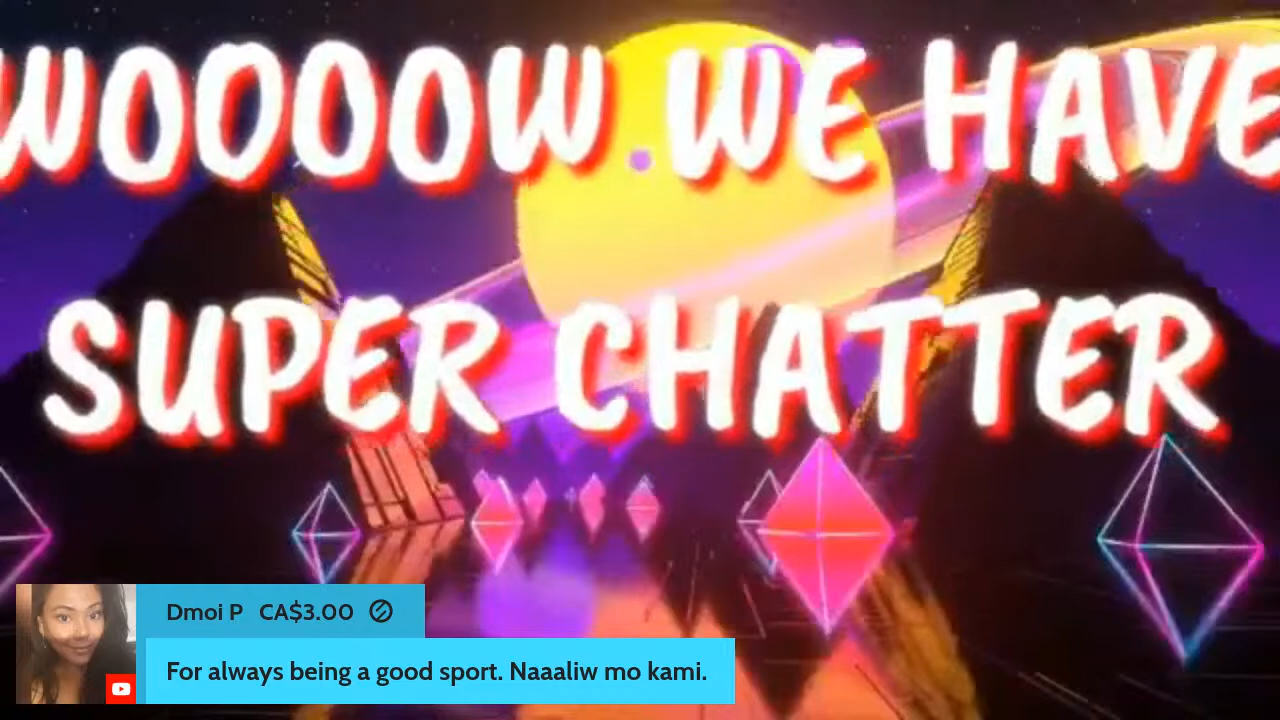 WOOOOW WE HAVE
SUPER CHATTER
Dmoi P CA$3.00
For always being a good sport. Naaaliw mo kami.